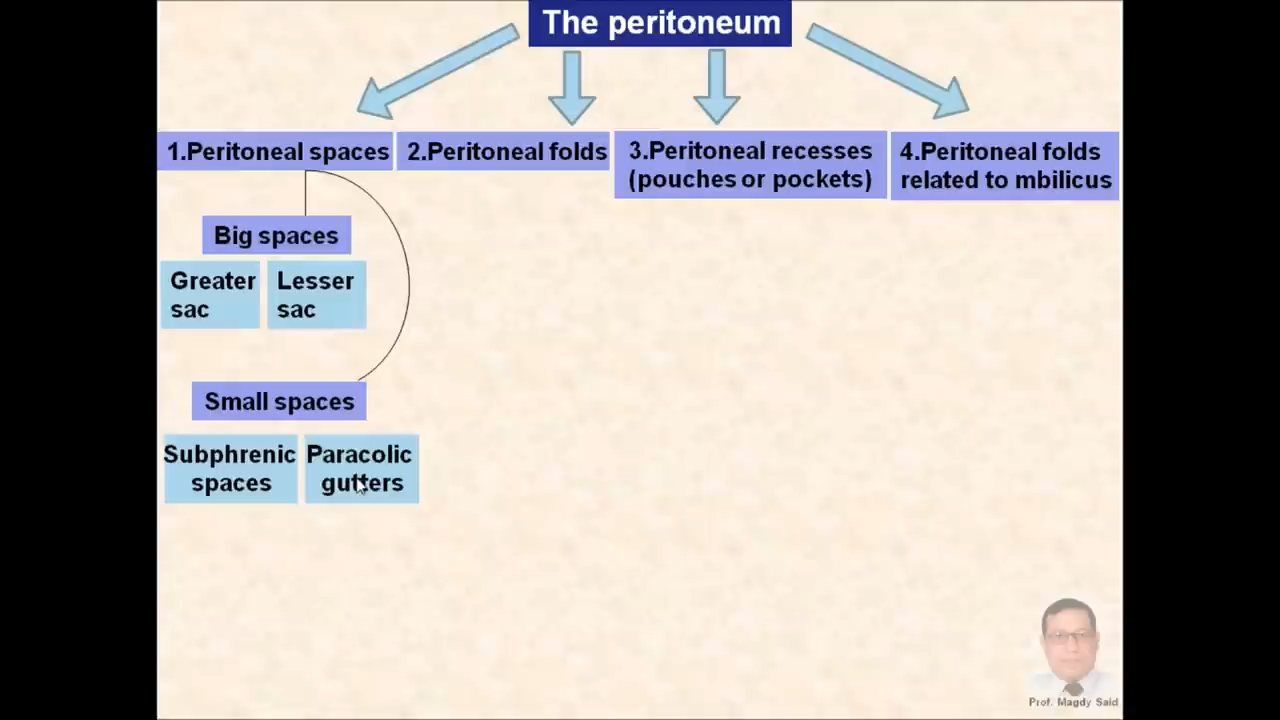 The peritoneum
1.Peritoneal spaces
2.Peritoneal folds
3.Peritoneal recesses
(pouches or pockets)
4.Peritoneal folds
related to mbilicus
Big spaces
Greater
sac
Lesser
sac
Small spaces
Subphrenic
spaces
Paracolic
gutters
Prof. Magdy Said